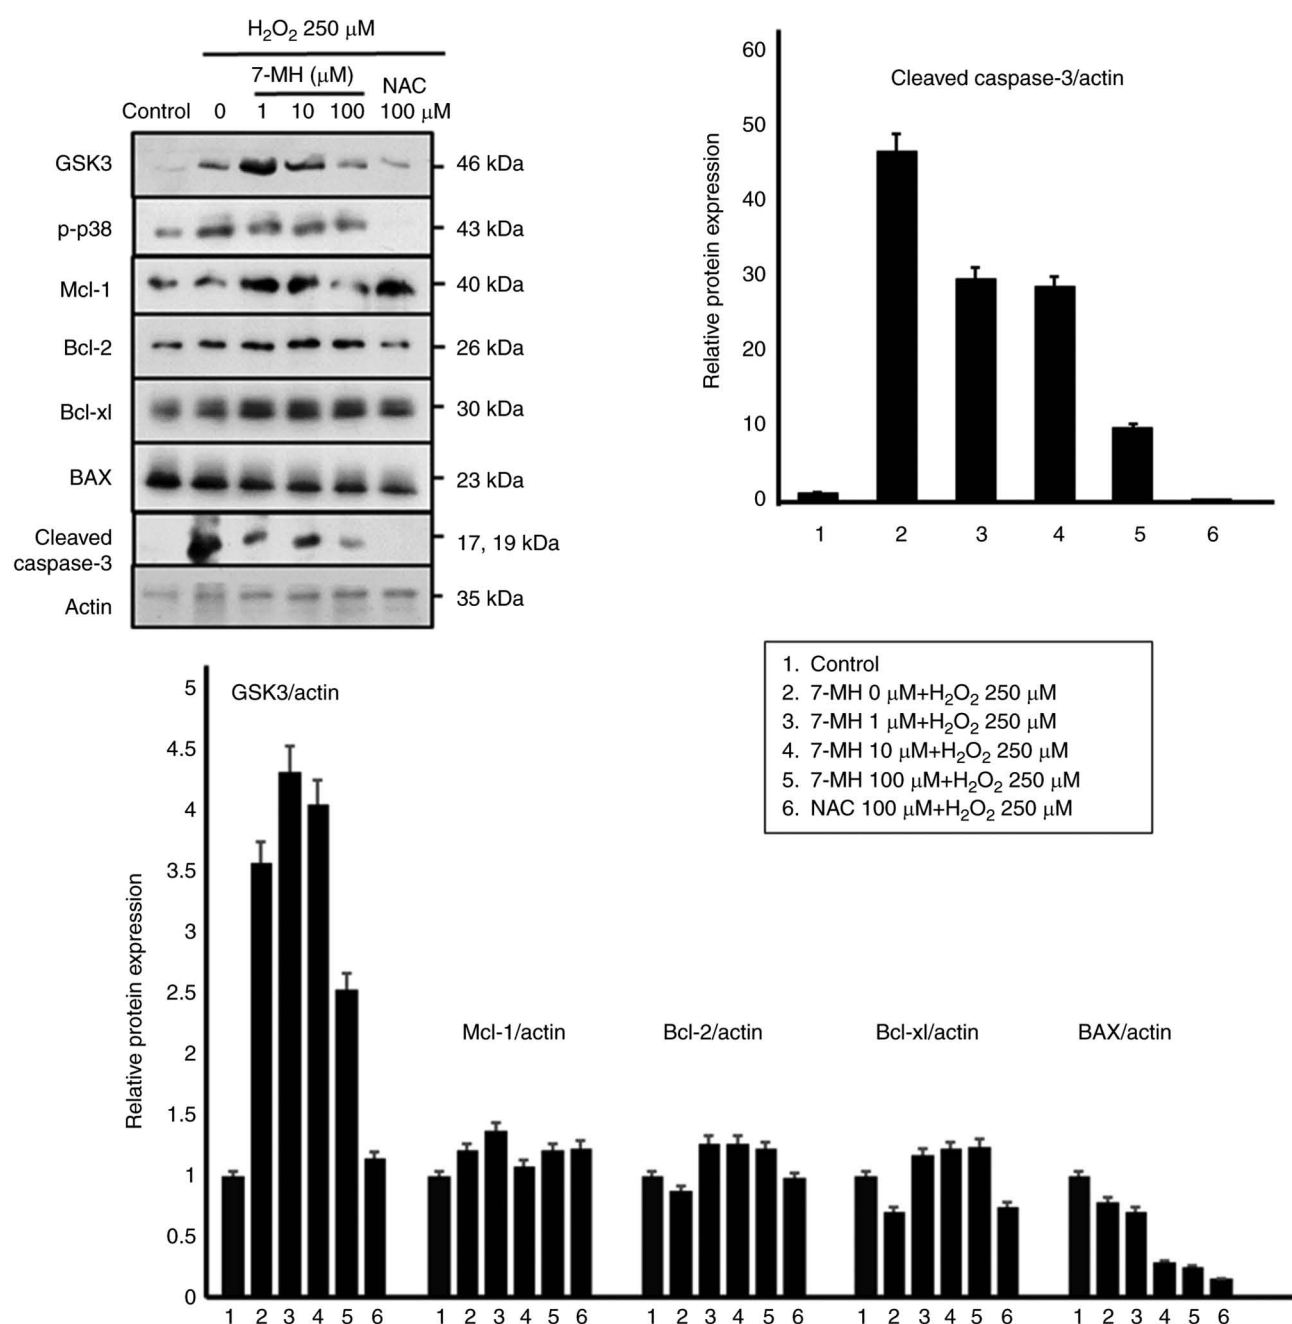 H₂O₂ 250 µM
7-MH (µM)
NAC
Control 0 1 10 100 100 µM
GSK3 46 kDa
p-p38 43 kDa
Mcl-1 40 kDa
Bcl-2 26 kDa
Bcl-xl 30 kDa
BAX 23 kDa
Cleaved
caspase-3 17, 19 kDa
Actin 35 kDa
Cleaved caspase-3/actin
Relative protein expression
60
50
40
30
20
10
0
1 2 3 4 5 6
1. Control
2. 7-MH 0 µM+H₂O₂ 250 µM
3. 7-MH 1 µM+H₂O₂ 250 µM
4. 7-MH 10 µM+H₂O₂ 250 µM
5. 7-MH 100 µM+H₂O₂ 250 µM
6. NAC 100 µM+H₂O₂ 250 µM
GSK3/actin
Relative protein expression
5
4.5
4
3.5
3
2.5
2
1.5
1
0.5
0
Mcl-1/actin Bcl-2/actin Bcl-xl/actin BAX/actin
1 2 3 4 5 6 1 2 3 4 5 6 1 2 3 4 5 6 1 2 3 4 5 6 1 2 3 4 5 6